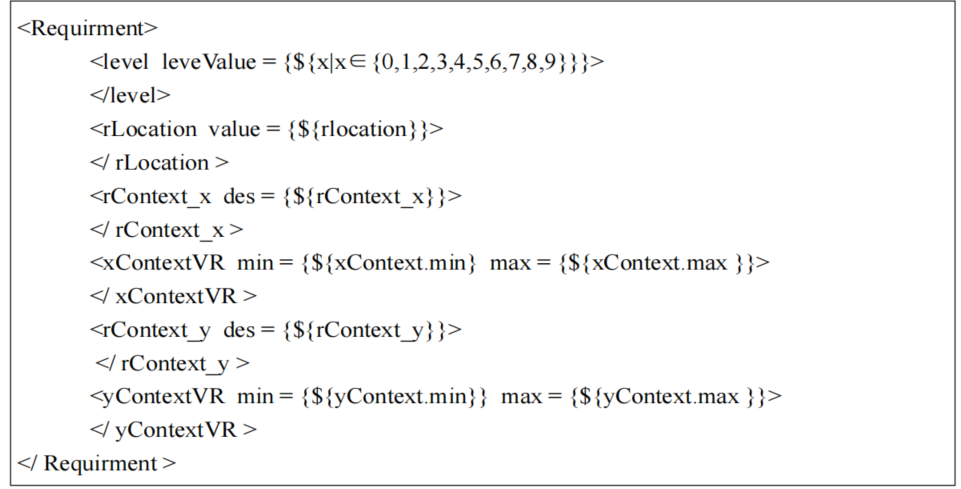 <Requirment>
<level leveValue = {${x|x∈ {0,1,2,3,4,5,6,7,8,9}}}>
</level>
<rLocation value = {${rlocation}}>
</ rLocation >
<rContext_x des = {${rContext_x}}>
</ rContext_x >
<xContextVR min = {${xContext.min} max = {${xContext.max }}>
</ xContextVR >
<rContext_y des = {${rContext_y}}>
</ rContext_y >
<yContextVR min = {${yContext.min}} max = {${yContext.max }}>
</ yContextVR >
</ Requirment >